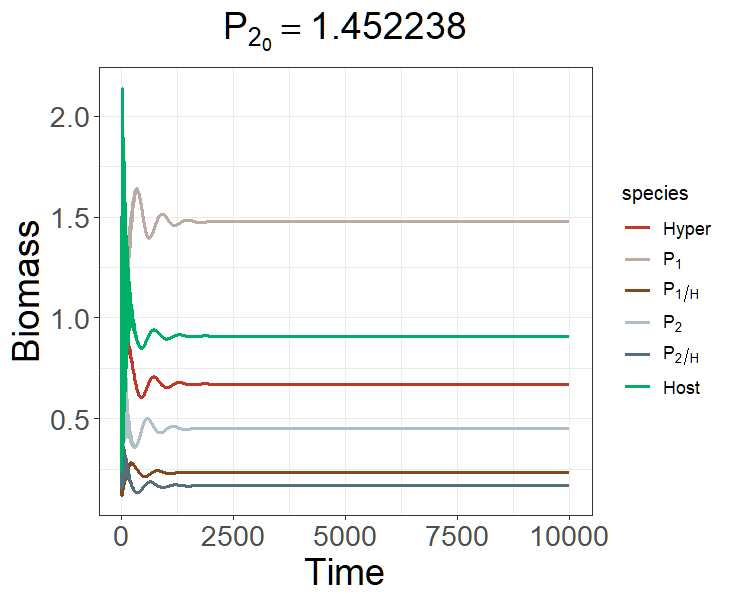 P₂₀ = 1.452238
Biomass
2.0
1.5
1.0
0.5
0 2500 5000 7500 10000
Time
species
Hyper
P₁
P₁/H
P₂
P₂/H
Host